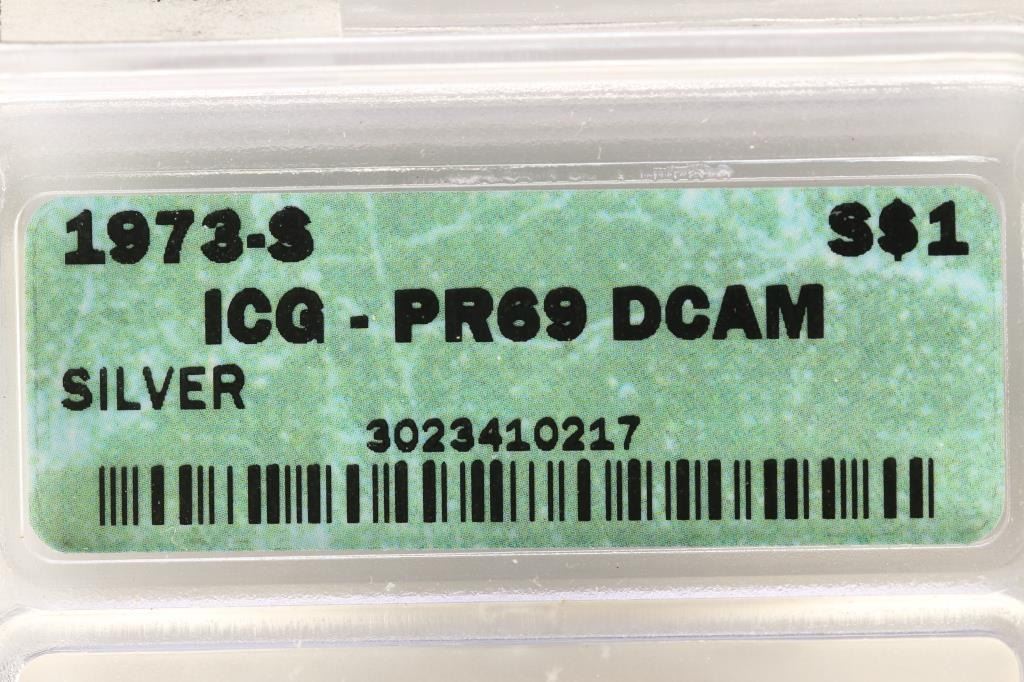 1973-S S$1
ICG - PR69 DCAM
SILVER
3023410217